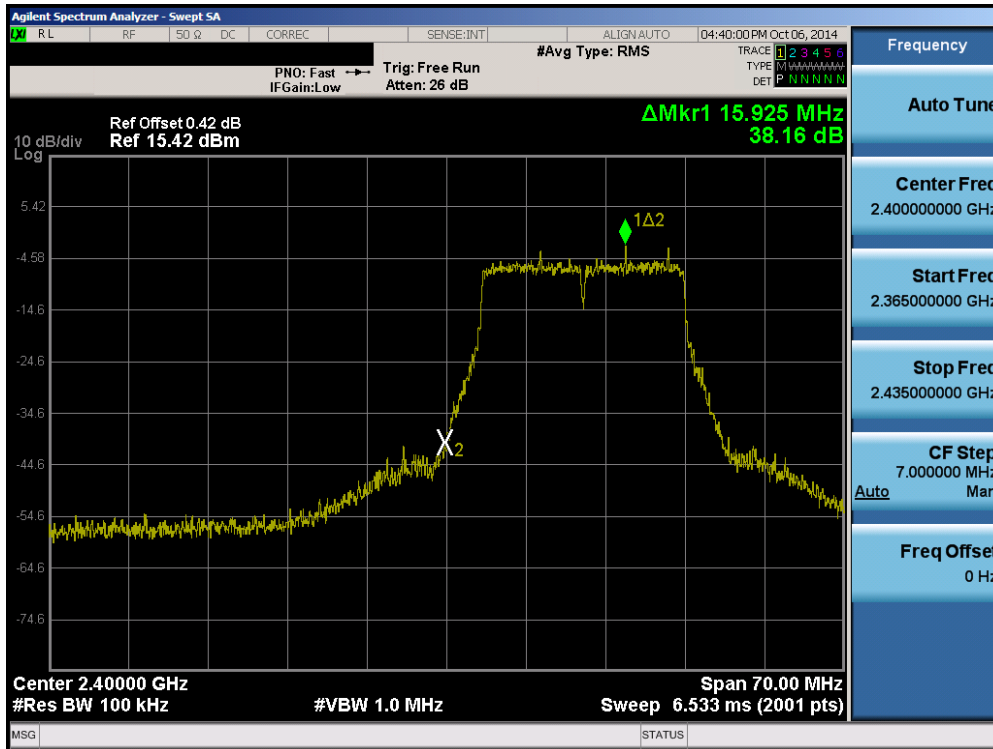 Agilent Spectrum Analyzer - Swept SA
LXI RL RF 50 Ω DC CORREC SENSE:INT ALIGNAUTO 04:40:00 PM Oct 06, 2014
#Avg Type: RMS TRACE 1 2 3 4 5 6
PNO: Fast Trig: Free Run TYPE M WWWWW
IFGain:Low Atten: 26 dB DET P N N N N N
ΔMkr1 15.925 MHz
38.16 dB
Ref Offset 0.42 dB
10 dB/div Ref 15.42 dBm
Log
5.42
1Δ2
-4.58
-14.6
-24.6
-34.6
X2
-44.6
-54.6
-64.6
-74.6
Center 2.40000 GHz Span 70.00 MHz
#Res BW 100 kHz #VBW 1.0 MHz Sweep 6.533 ms (2001 pts)
MSG STATUS
Frequency
Auto Tune
Center Freq
2.400000000 GHz
Start Freq
2.365000000 GHz
Stop Freq
2.435000000 GHz
CF Step
7.000000 MHz
Auto Man
Freq Offset
0 Hz